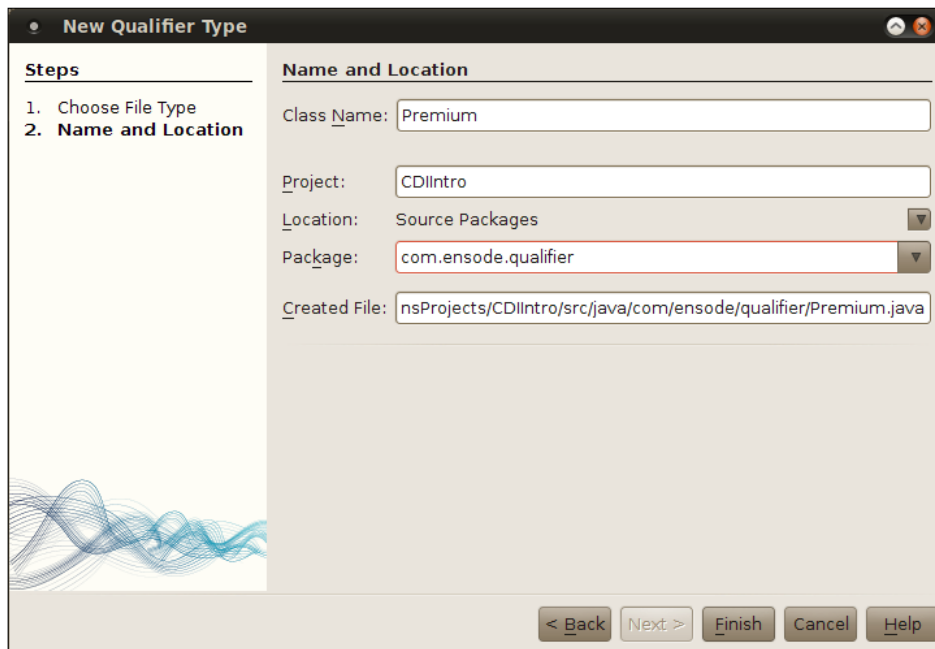 New Qualifier Type
Steps
1. Choose File Type
2. Name and Location
Name and Location
Class Name: Premium
Project: CDIIntro
Location: Source Packages
Package: com.ensode.qualifier
Created File: nsProjects/CDIIntro/src/java/com/ensode/qualifier/Premium.java
< Back Next > Finish Cancel Help